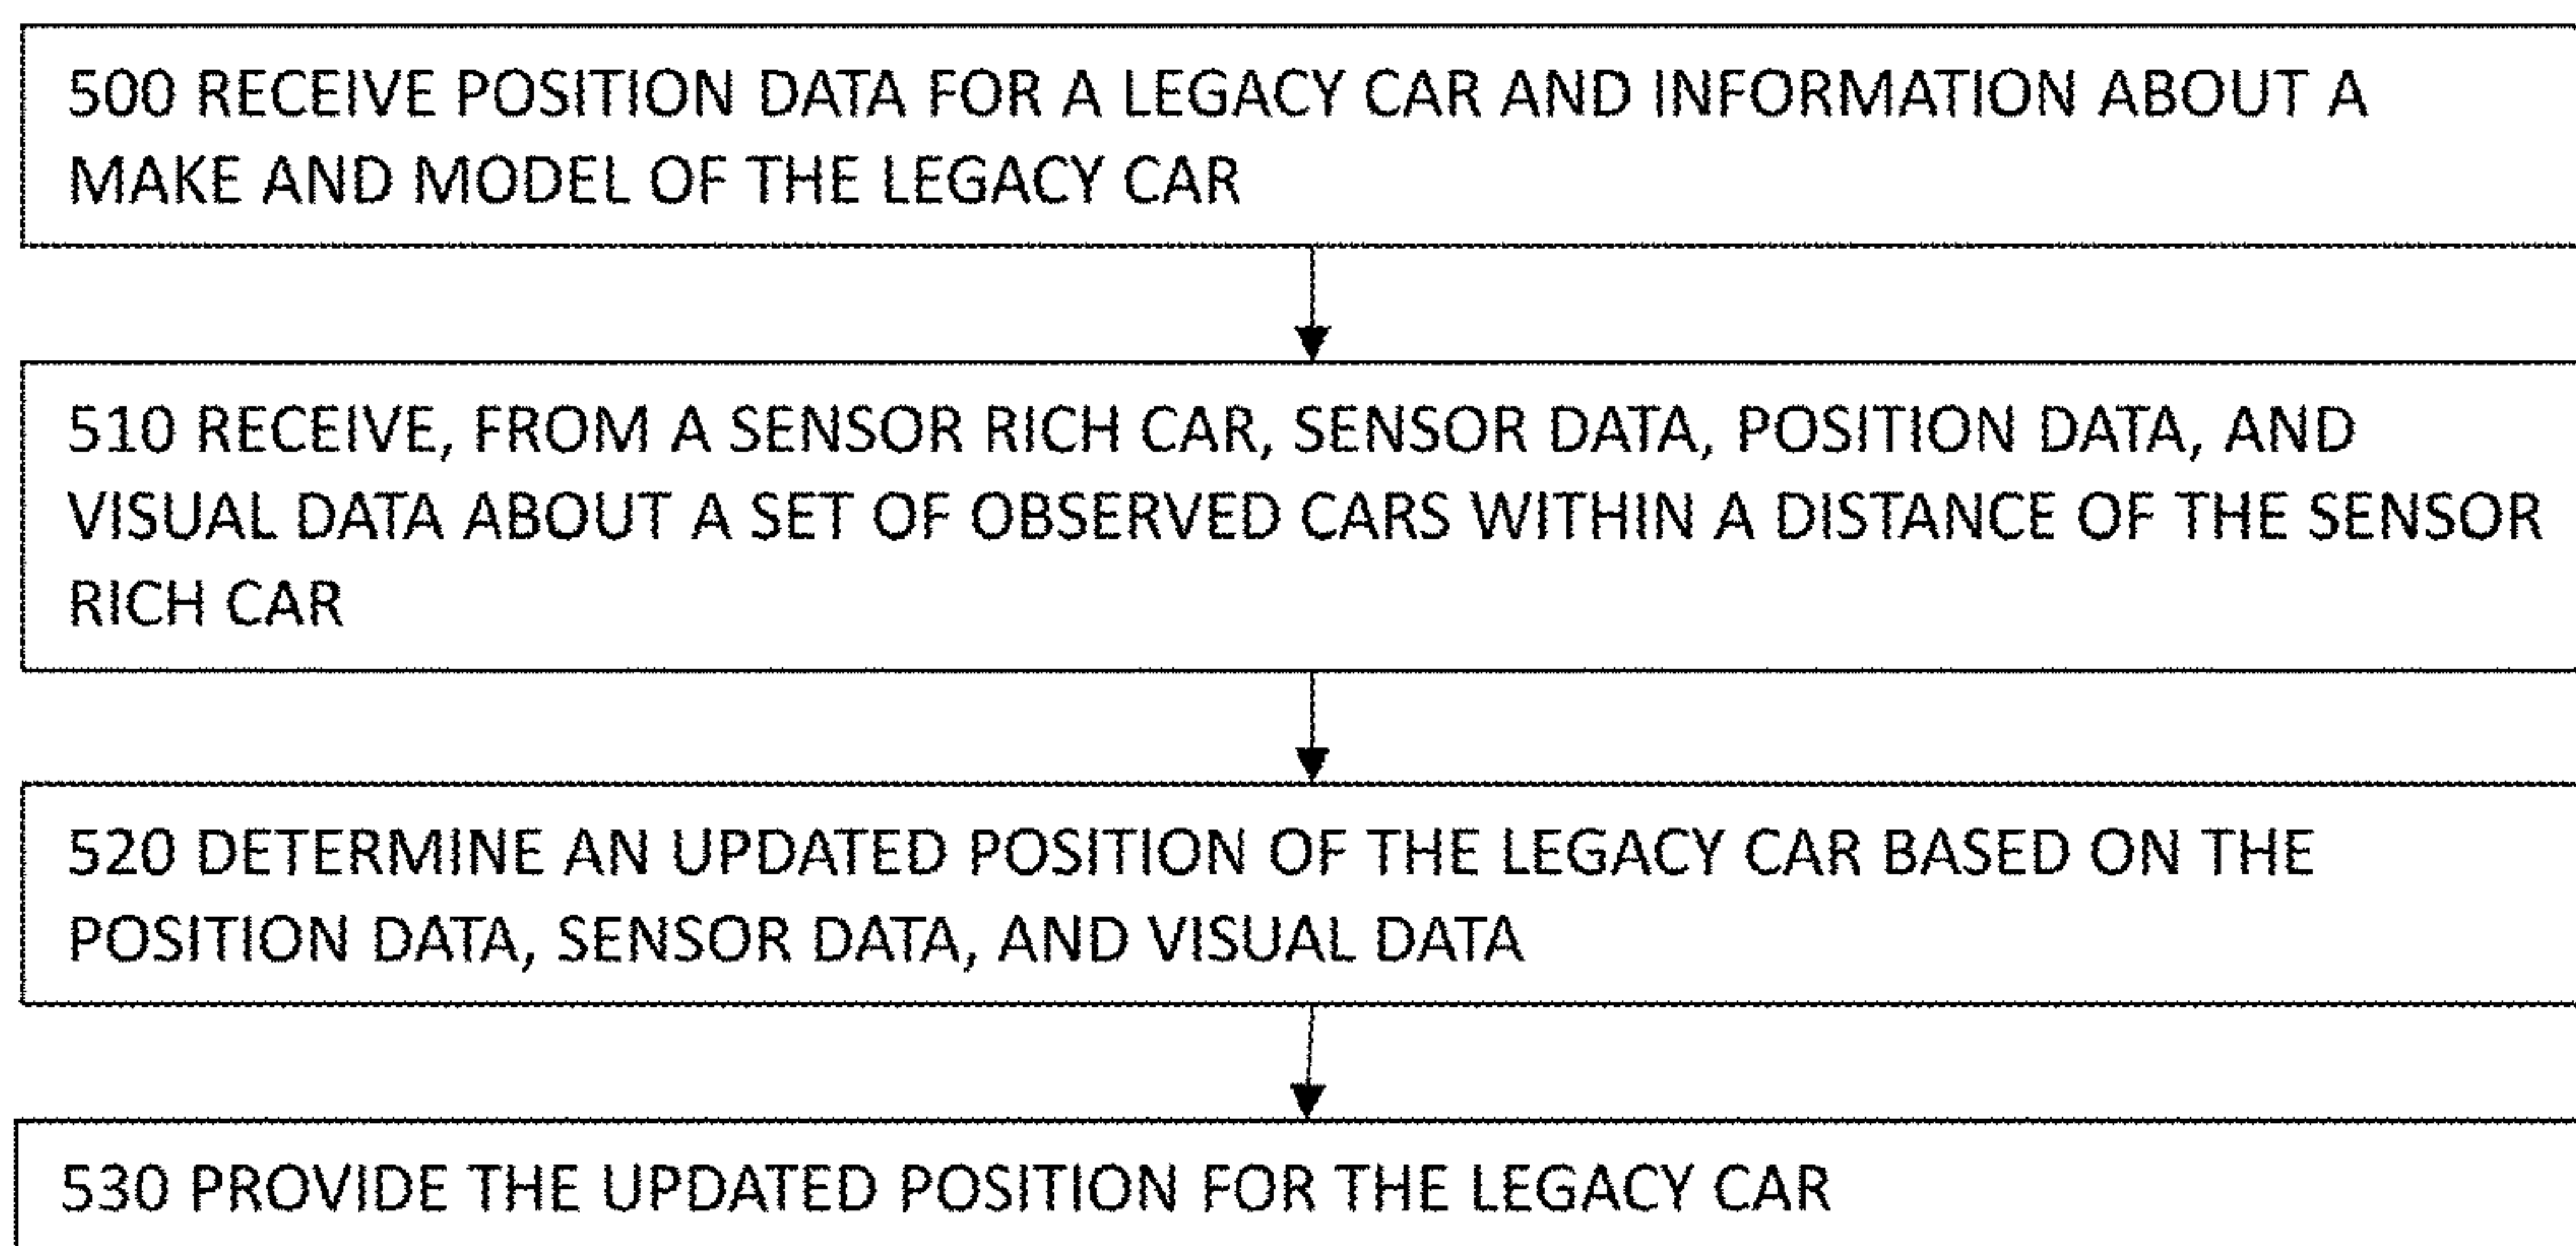 500 RECEIVE POSITION DATA FOR A LEGACY CAR AND INFORMATION ABOUT A
MAKE AND MODEL OF THE LEGACY CAR
510 RECEIVE, FROM A SENSOR RICH CAR, SENSOR DATA, POSITION DATA, AND
VISUAL DATA ABOUT A SET OF OBSERVED CARS WITHIN A DISTANCE OF THE SENSOR
RICH CAR
520 DETERMINE AN UPDATED POSITION OF THE LEGACY CAR BASED ON THE
POSITION DATA, SENSOR DATA, AND VISUAL DATA
530 PROVIDE THE UPDATED POSITION FOR THE LEGACY CAR